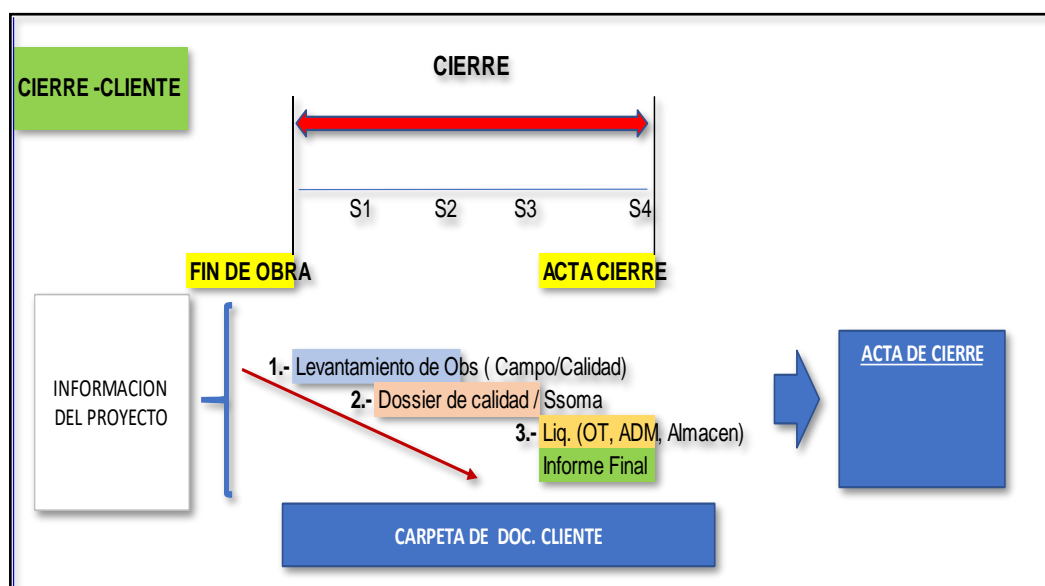 CIERRE
CIERRE -CLIENTE
S1 S2 S3 S4
FIN DE OBRA ACTA CIERRE
INFORMACION
DEL PROYECTO
1.- Levantamiento de Obs ( Campo/Calidad)
2.- Dossier de calidad / Ssoma
3.- Liq. (OT, ADM, Almacen)
Informe Final
ACTA DE CIERRE
CARPETA DE DOC. CLIENTE